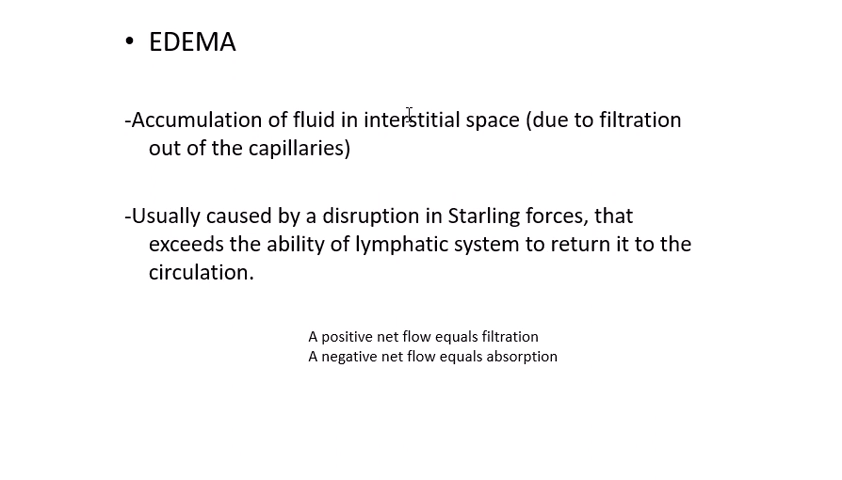 • EDEMA
-Accumulation of fluid in interstitial space (due to filtration
out of the capillaries)
-Usually caused by a disruption in Starling forces, that
exceeds the ability of lymphatic system to return it to the
circulation.
A positive net flow equals filtration
A negative net flow equals absorption